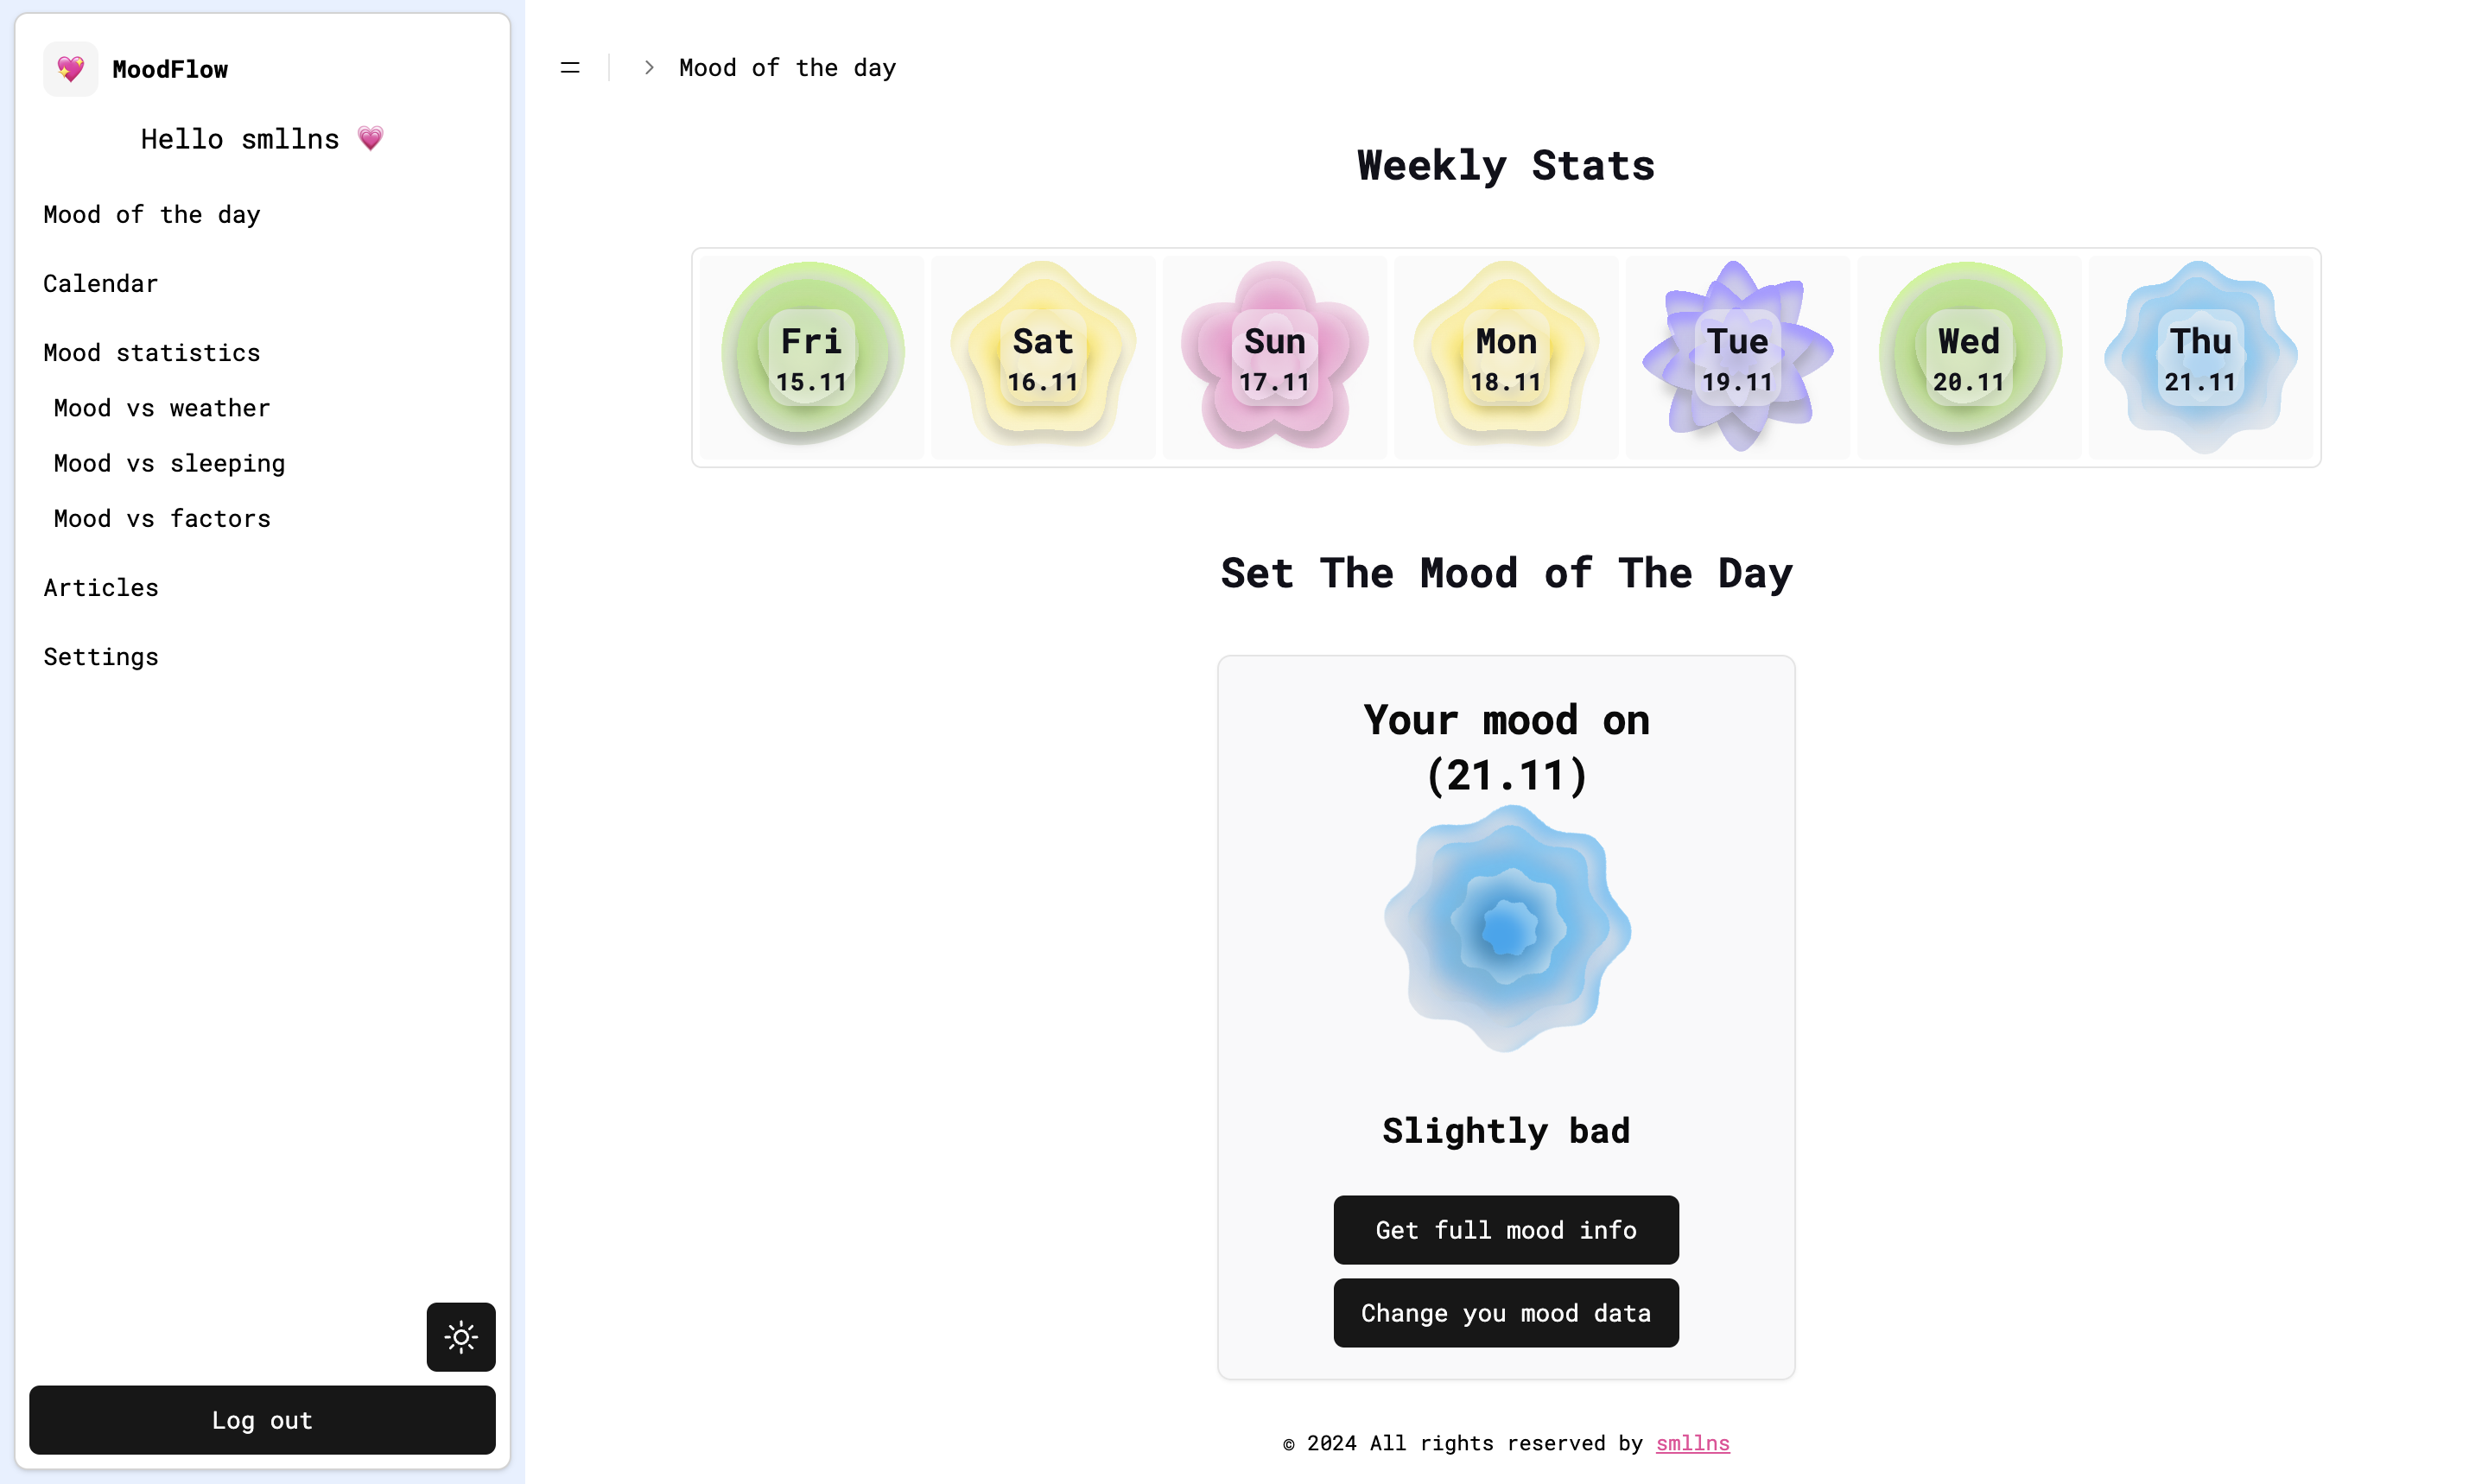 MoodFlow
Hello smllns
Mood of the day
Calendar
Mood statistics
Mood vs weather
Mood vs sleeping
Mood vs factors
Articles
Settings
Log out
Mood of the day
Weekly Stats
Fri
15.11
Sat
16.11
Sun
17.11
Mon
18.11
Tue
19.11
Wed
20.11
Thu
21.11
Set The Mood of The Day
Your mood on
(21.11)
Slightly bad
Get full mood info
Change you mood data
© 2024 All rights reserved by smllns